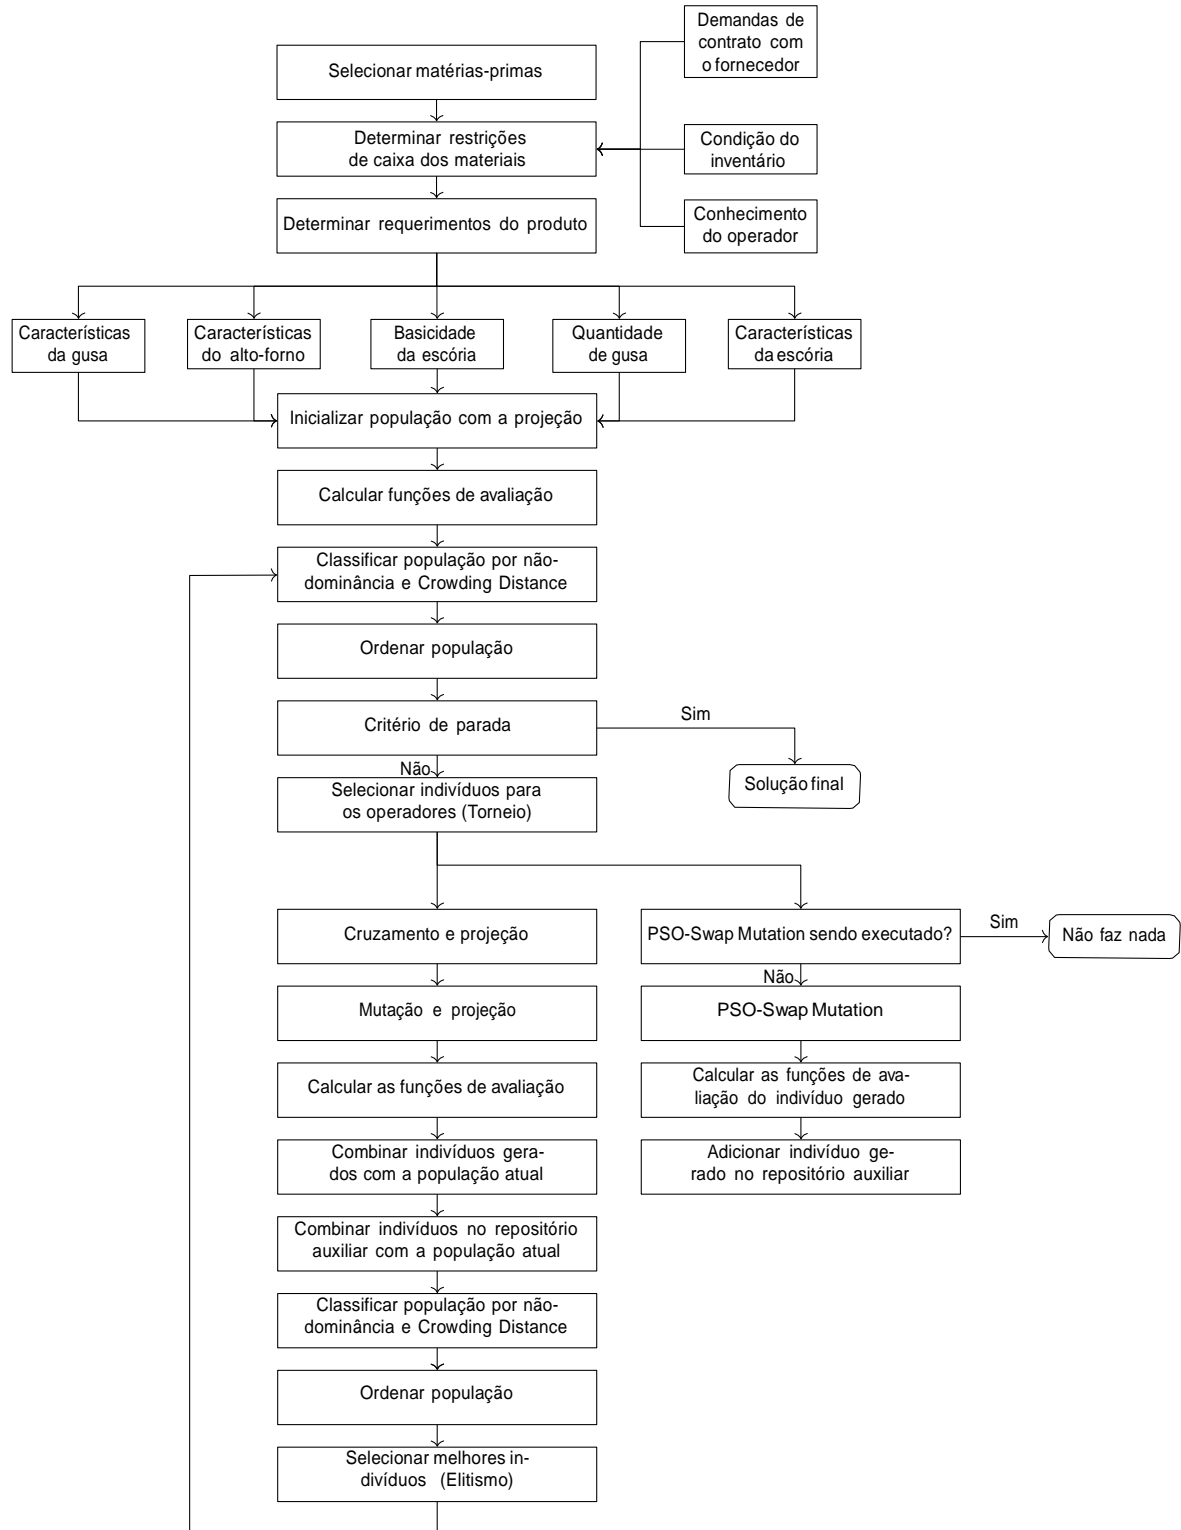 Demandas de
contrato com
o fornecedor
Selecionar matérias-primas
Determinar restrições
de caixa dos materiais
Condição do
inventário
Determinar requerimentos do produto
Conhecimento
do operador
Características
da gusa
Características
do alto-forno
Basicidade
da escória
Quantidade
de gusa
Características
da escória
Inicializar população com a projeção
Calcular funções de avaliação
Classificar população por não-
dominância e Crowding Distance
Ordenar população
Critério de parada
Sim
Não
Solução final
Selecionar indivíduos para
os operadores (Torneio)
Cruzamento e projeção
PSO-Swap Mutation sendo executado?
Sim
Não faz nada
Não
Mutação e projeção
PSO-Swap Mutation
Calcular as funções de avaliação
Calcular as funções de ava-
liação do indivíduo gerado
Combinar indivíduos gera-
dos com a população atual
Adicionar indivíduo ge-
rado no repositório auxiliar
Combinar indivíduos no repositório
auxiliar com a população atual
Classificar população por não-
dominância e Crowding Distance
Ordenar população
Selecionar melhores in-
divíduos (Elitismo)